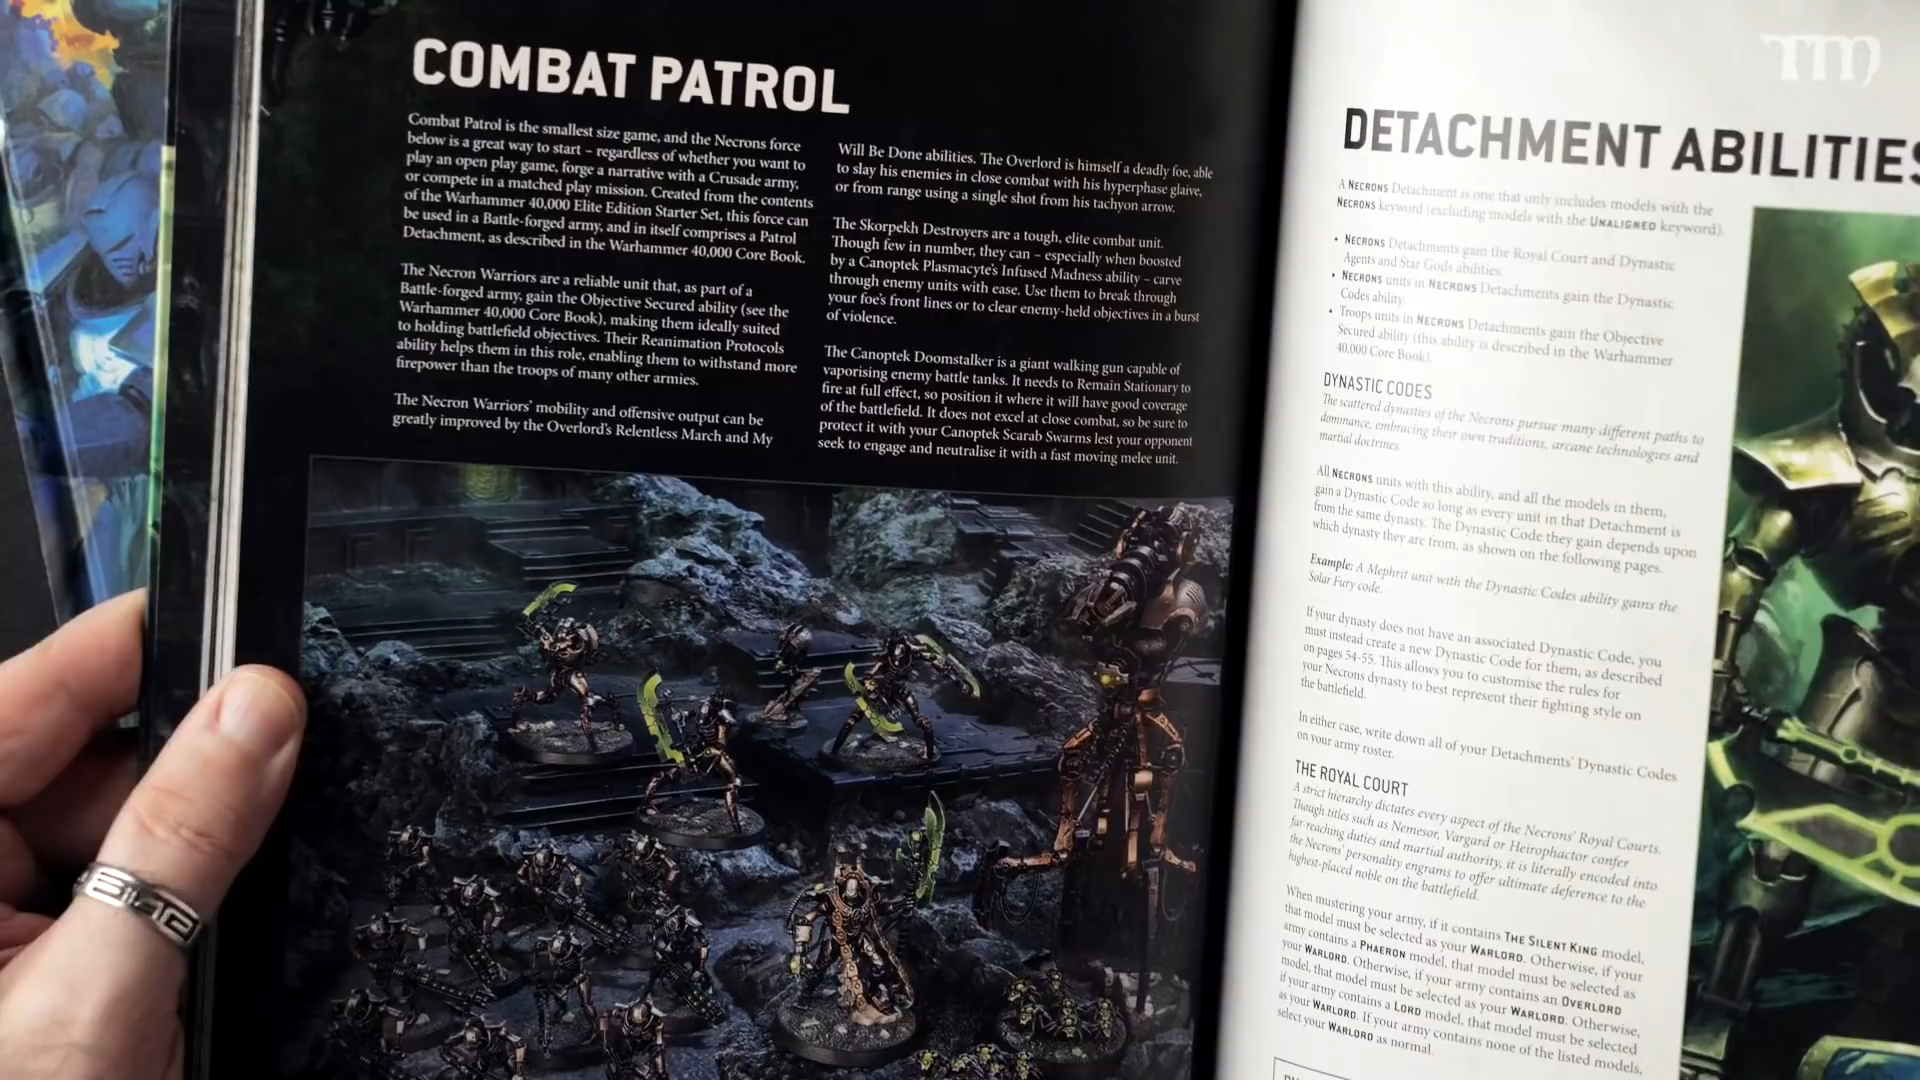 COMBAT PATROL
Combat Patrol is the smallest size game, and the Necrons force
below is a great way to start – regardless of whether you want to
play an open play game, forge a narrative with a Crusade army,
or compete in a matched play mission. Created from the contents
of the Warhammer 40,000 Elite Edition Starter Set, this force can
be used in a Battle-forged army, and in itself comprises a Patrol
Detachment, as described in the Warhammer 40,000 Core Book.
The Necron Warriors are a reliable unit that, as part of a
Battle-forged army, gain the Objective Secured ability (see the
Warhammer 40,000 Core Book), making them ideally suited
to holding battlefield objectives. Their Reanimation Protocols
ability helps them in this role, enabling them to withstand more
firepower than the troops of many other armies.
The Necron Warriors' mobility and offensive output can be
greatly improved by the Overlord's Relentless March and My
Will Be Done abilities. The Overlord is himself a deadly foe, able
to slay his enemies in close combat with his hyperphase glaive,
or from range using a single shot from his tachyon arrow.
The Skorpekh Destroyers are a tough, elite combat unit.
Though few in number, they can – especially when boosted
by a Canoptek Plasmacyte's Infused Madness ability – carve
through enemy units with ease. Use them to break through
your foe's front lines or to clear enemy-held objectives in a burst
of violence.
The Canoptek Doomstalker is a giant walking gun capable of
vaporising enemy battle tanks. It needs to Remain Stationary to
fire at full effect, so position it where it will have good coverage
of the battlefield. It does not excel at close combat, so be sure to
protect it with your Canoptek Scarab Swarms lest your opponent
seek to engage and neutralise it with a fast moving melee unit.
TM
DETACHMENT ABILITIES
A NECRONS Detachment is one that only includes models with the
NECRONS keyword (excluding models with the UNALIGNED keyword).
• NECRONS Detachments gain the Royal Court and Dynastic
Agents and Star Gods abilities.
• NECRONS units in NECRONS Detachments gain the Dynastic
Codes ability.
• Troops units in NECRONS Detachments gain the Objective
Secured ability (this ability is described in the Warhammer
40,000 Core Book).
DYNASTIC CODES
The scattered dynasties of the Necrons pursue many different paths to
dominance, embracing their own traditions, arcane technologies and
martial doctrines.
All NECRONS units with this ability, and all the models in them,
gain a Dynastic Code so long as every unit in that Detachment is
from the same dynasty. The Dynastic Code they gain depends upon
which dynasty they are from, as shown on the following pages.
Example: A Mephrit unit with the Dynastic Codes ability gains the
Solar Fury code.
If your dynasty does not have an associated Dynastic Code, you
must instead create a new Dynastic Code for them, as described
on pages 54-55. This allows you to customise the rules for
your Necrons dynasty to best represent their fighting style on
the battlefield.
In either case, write down all of your Detachments' Dynastic Codes
on your army roster.
THE ROYAL COURT
A strict hierarchy dictates every aspect of the Necrons' Royal Courts.
Though titles such as Nemesor, Vargard or Heirophactor confer
far-reaching duties and martial authority, it is literally encoded into
the Necrons' personality engrams to offer ultimate deference to the
highest-placed noble on the battlefield.
When mustering your army, if it contains THE SILENT KING model,
that model must be selected as your WARLORD. Otherwise, if your
army contains a PHAERON model, that model must be selected as
your WARLORD. Otherwise, if your army contains an OVERLORD
model, that model must be selected as your WARLORD. Otherwise,
if your army contains a LORD model, that model must be selected
as your WARLORD. If your army contains none of the listed models,
select your WARLORD as normal.